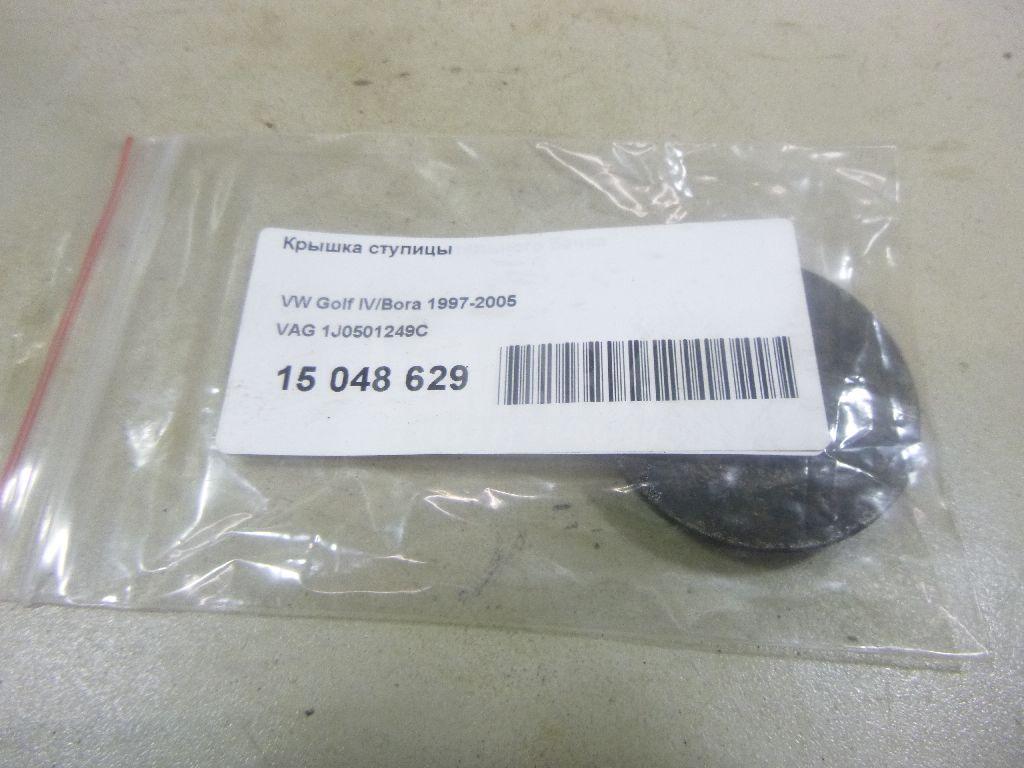 Крышка ступицы
VW Golf IV/Bora 1997-2005
VAG 1J0501249C
15 048 629